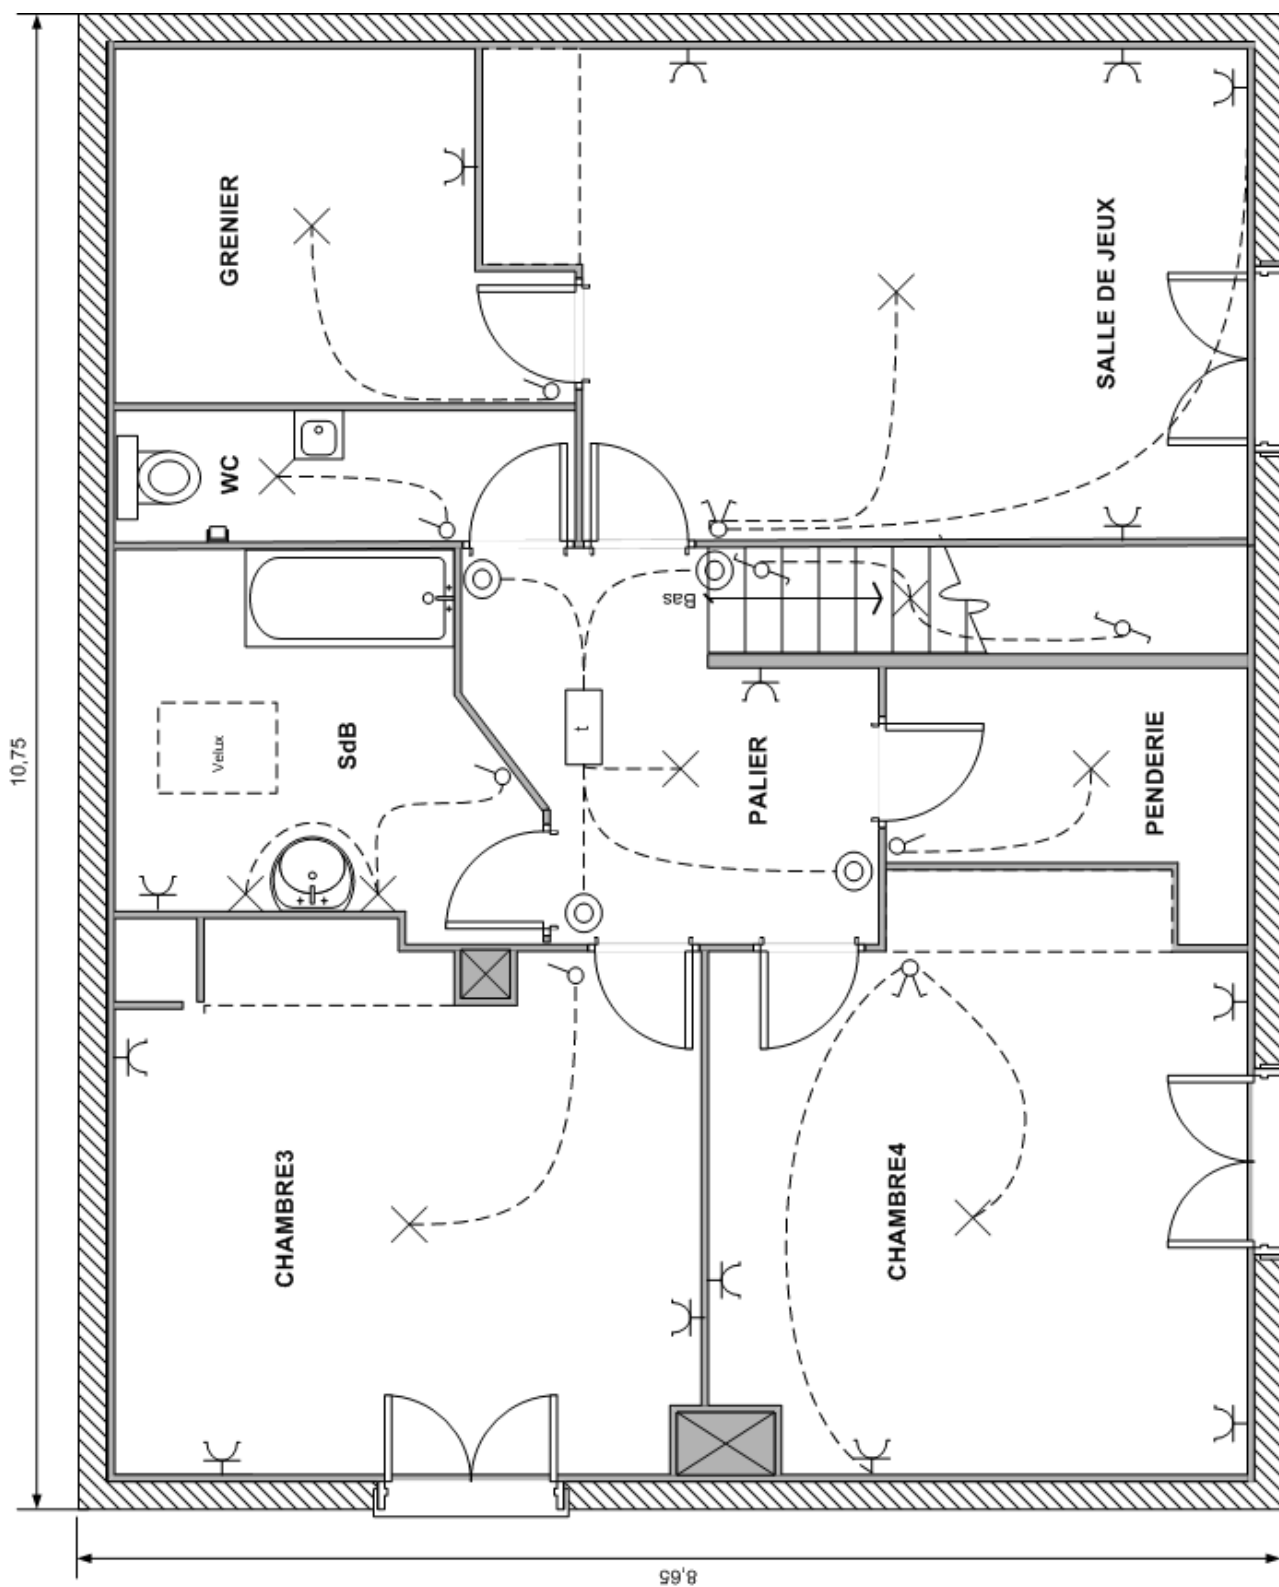 GRENIER
WC
SALLE DE JEUX
Bas
10,75
Velux
SdB
t
PALIER
PENDERIE
CHAMBRE3
CHAMBRE4
8,65